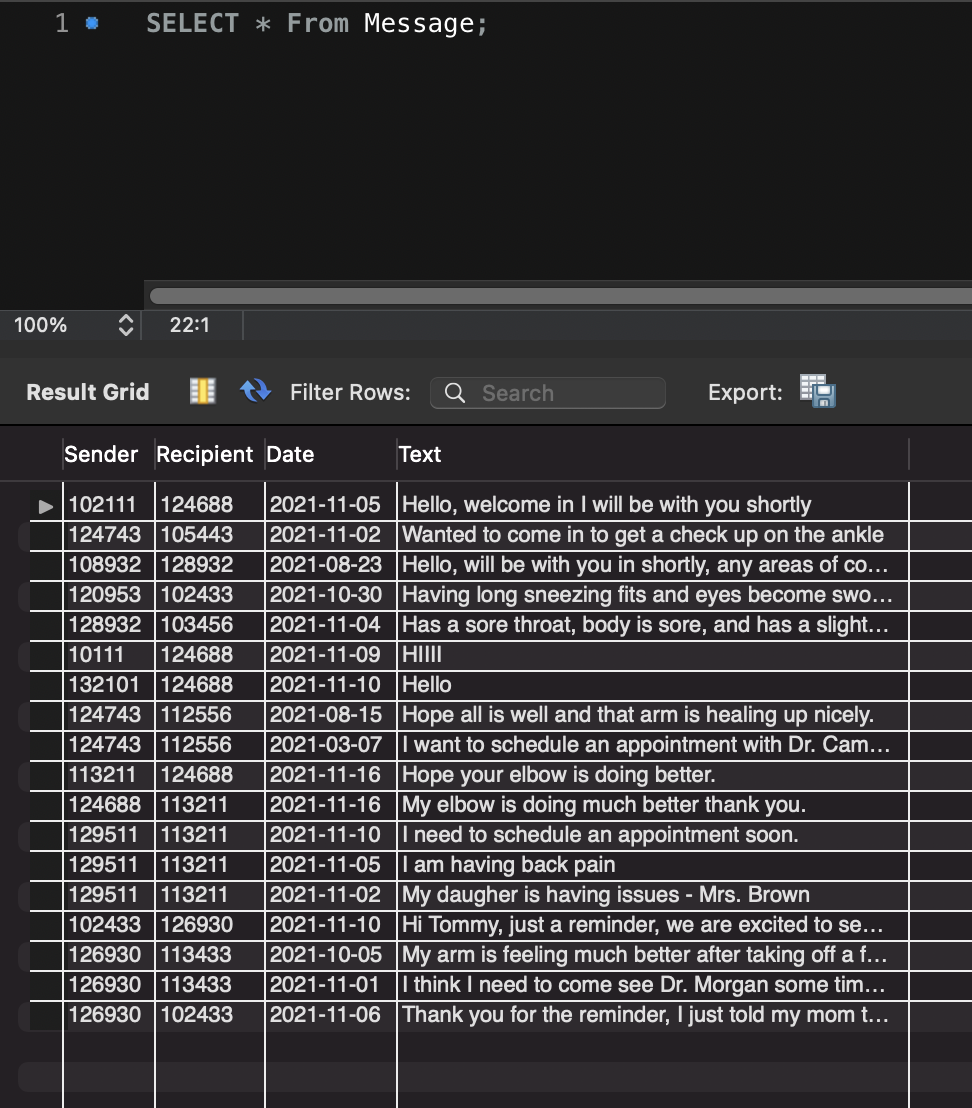 1 SELECT * From Message;
100% 22:1
Result Grid Filter Rows: Search Export:
Sender Recipient Date Text
102111 124688 2021-11-05 Hello, welcome in I will be with you shortly
124743 105443 2021-11-02 Wanted to come in to get a check up on the ankle
108932 128932 2021-08-23 Hello, will be with you in shortly, any areas of co...
120953 102433 2021-10-30 Having long sneezing fits and eyes become swo...
128932 103456 2021-11-04 Has a sore throat, body is sore, and has a slight...
10111 124688 2021-11-09 HIIII
132101 124688 2021-11-10 Hello
124743 112556 2021-08-15 Hope all is well and that arm is healing up nicely.
124743 112556 2021-03-07 I want to schedule an appointment with Dr. Cam...
113211 124688 2021-11-16 Hope your elbow is doing better.
124688 113211 2021-11-16 My elbow is doing much better thank you.
129511 113211 2021-11-10 I need to schedule an appointment soon.
129511 113211 2021-11-05 I am having back pain
129511 113211 2021-11-02 My daugher is having issues - Mrs. Brown
102433 126930 2021-11-10 Hi Tommy, just a reminder, we are excited to se...
126930 113433 2021-10-05 My arm is feeling much better after taking off a f...
126930 113433 2021-11-01 I think I need to come see Dr. Morgan some tim...
126930 102433 2021-11-06 Thank you for the reminder, I just told my mom t...